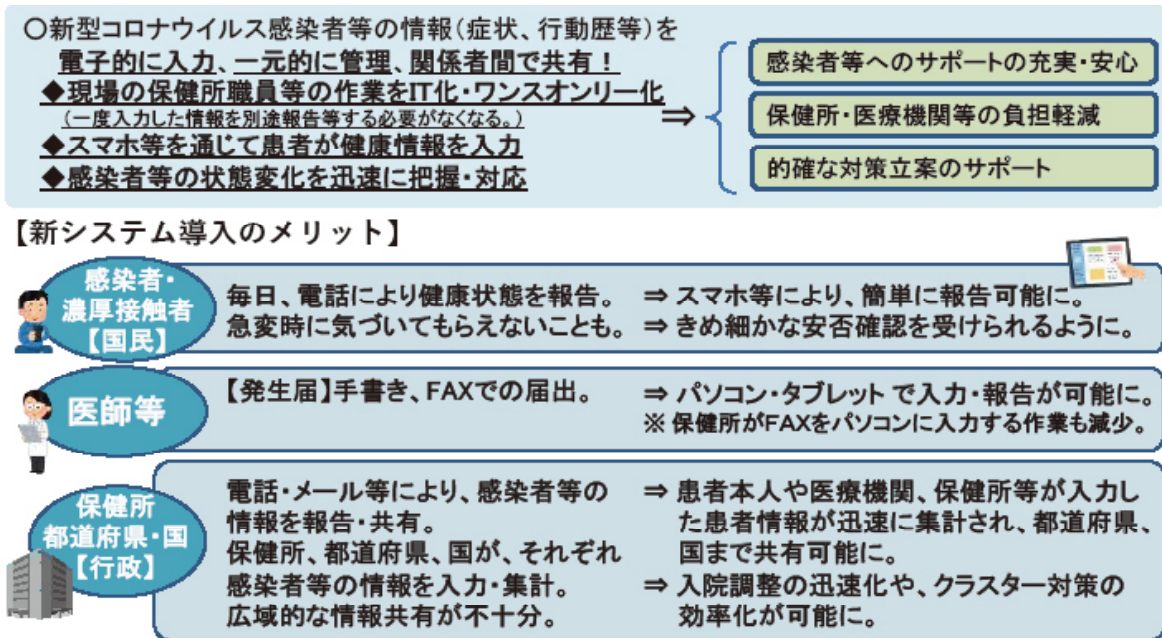 〇新型コロナウイルス感染者等の情報(症状、行動歴等)を
電子的に入力、一元的に管理、関係者間で共有！
◆現場の保健所職員等の作業をIT化・ワンスオンリー化
(一度入力した情報を別途報告等する必要がなくなる。)
◆スマホ等を通じて患者が健康情報を入力
◆感染者等の状態変化を迅速に把握・対応
⇒
感染者等へのサポートの充実・安心
保健所・医療機関等の負担軽減
的確な対策立案のサポート
【新システム導入のメリット】
感染者・
濃厚接触者
【国民】
毎日、電話により健康状態を報告。
急変時に気づいてもらえないことも。
⇒ スマホ等により、簡単に報告可能に。
⇒ きめ細かな安否確認を受けられるように。
医師等
【発生届】手書き、FAXでの届出。
⇒ パソコン・タブレット で入力・報告が可能に。
※ 保健所がFAXをパソコンに入力する作業も減少。
保健所
都道府県・国
【行政】
電話・メール等により、感染者等の
情報を報告・共有。
保健所、都道府県、国が、それぞれ
感染者等の情報を入力・集計。
広域的な情報共有が不十分。
⇒ 患者本人や医療機関、保健所等が入力し
た患者情報が迅速に集計され、都道府県、
国まで共有可能に。
⇒ 入院調整の迅速化や、クラスター対策の
効率化が可能に。